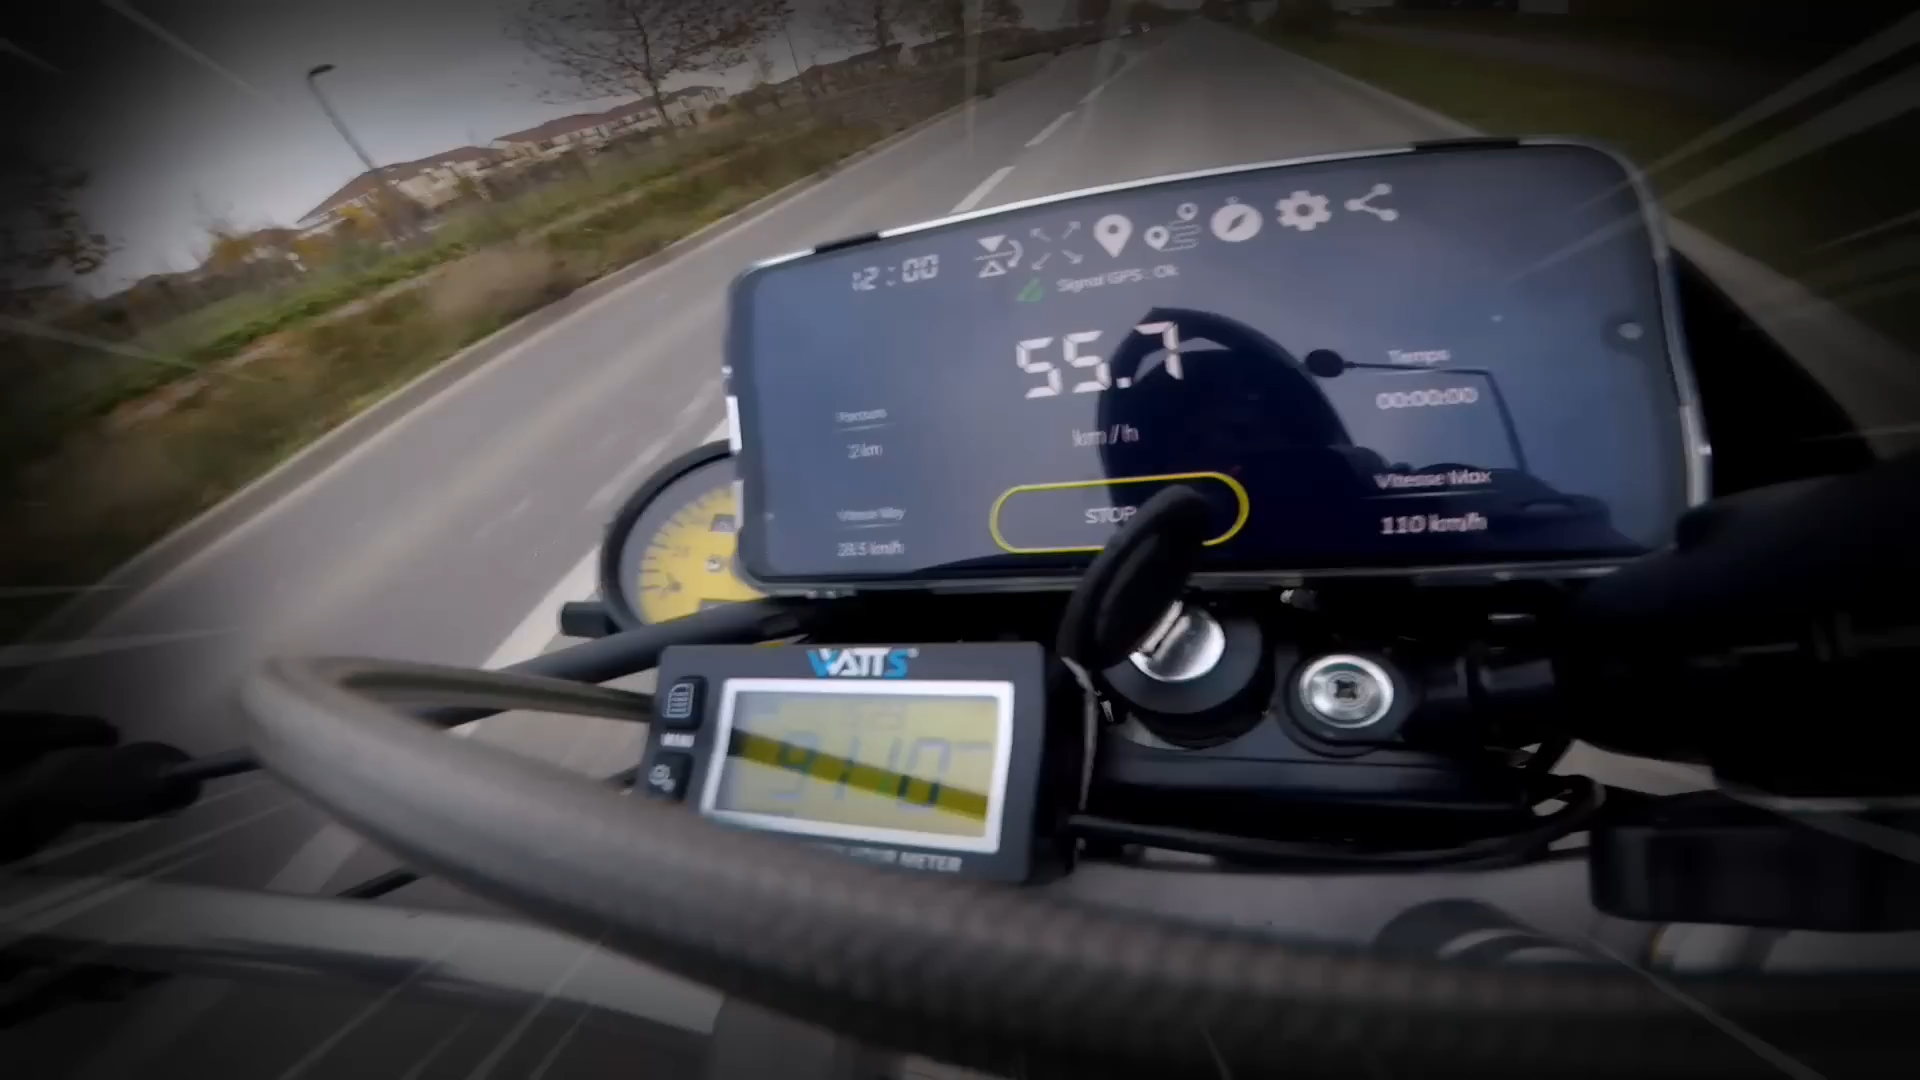 12:00
Signal GPS : Ok
55.7
km/h
Parcours
2 km
Temps
00:00:00
STOP
Vitesse Moy
28.5 km/h
Vitesse Max
110 km/h
WATTS
9110
METER